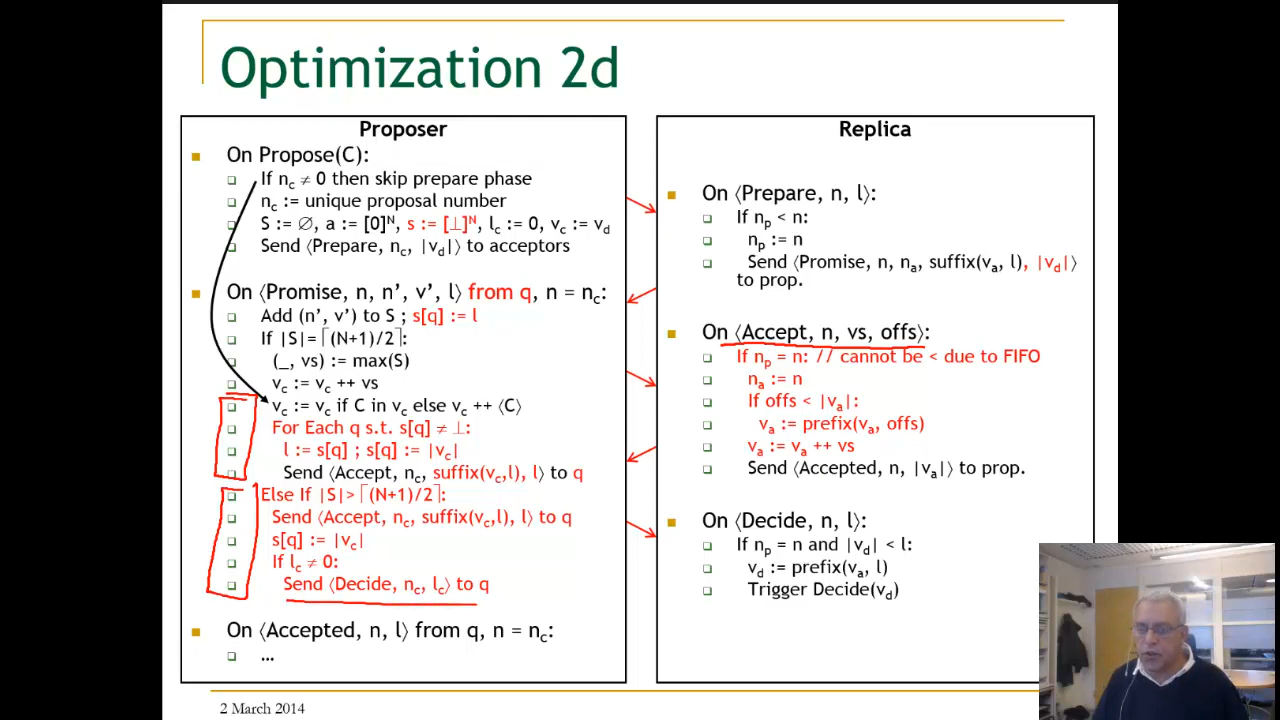 Optimization 2d
Proposer
On Propose(C):
If n_c ≠ 0 then skip prepare phase
n_c := unique proposal number
S := ∅, a := [0]^N, s := [⊥]^N, l_c := 0, v_c := v_d
Send ⟨Prepare, n_c, |v_d|⟩ to acceptors
On ⟨Promise, n, n’, v’, l⟩ from q, n = n_c:
Add (n’, v’) to S ; s[q] := l
If |S|= ⌈(N+1)/2⌉:
(_, vs) := max(S)
v_c := v_c ++ vs
v_c := v_c if C in v_c else v_c ++ ⟨C⟩
For Each q s.t. s[q] ≠ ⊥:
l := s[q] ; s[q] := |v_c|
Send ⟨Accept, n_c, suffix(v_c,l), l⟩ to q
Else If |S|> ⌈(N+1)/2⌉:
Send ⟨Accept, n_c, suffix(v_c,l), l⟩ to q
s[q] := |v_c|
If l_c ≠ 0:
Send ⟨Decide, n_c, l_c⟩ to q
On ⟨Accepted, n, l⟩ from q, n = n_c:
…
Replica
On ⟨Prepare, n, l⟩:
If n_p < n:
n_p := n
Send ⟨Promise, n, n_a, suffix(v_a, l), |v_d|⟩
to prop.
On ⟨Accept, n, vs, offs⟩:
If n_p = n: // cannot be < due to FIFO
n_a := n
If offs < |v_a|:
v_a := prefix(v_a, offs)
v_a := v_a ++ vs
Send ⟨Accepted, n, |v_a|⟩ to prop.
On ⟨Decide, n, l⟩:
If n_p = n and |v_d| < l:
v_d := prefix(v_a, l)
Trigger Decide(v_d)
2 March 2014